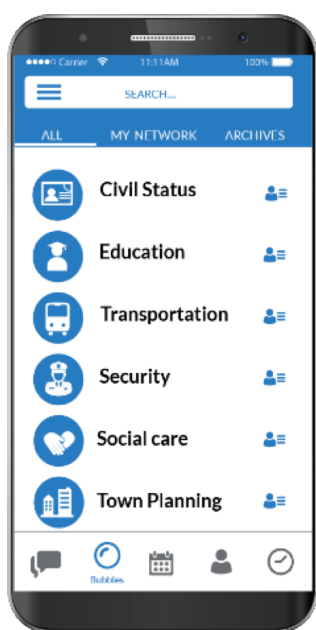 Carrier 11:11AM 100%
SEARCH...
ALL MY NETWORK ARCHIVES
Civil Status
Education
Transportation
Security
Social care
Town Planning
Bubbles